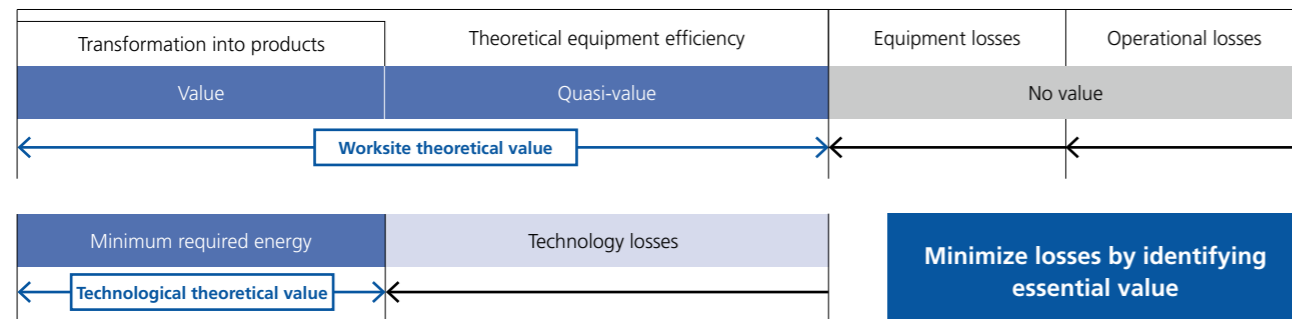 Transformation into products
Theoretical equipment efficiency
Equipment losses
Operational losses
Value
Quasi-value
No value
Worksite theoretical value
Minimum required energy
Technology losses
Technological theoretical value
Minimize losses by identifying
essential value